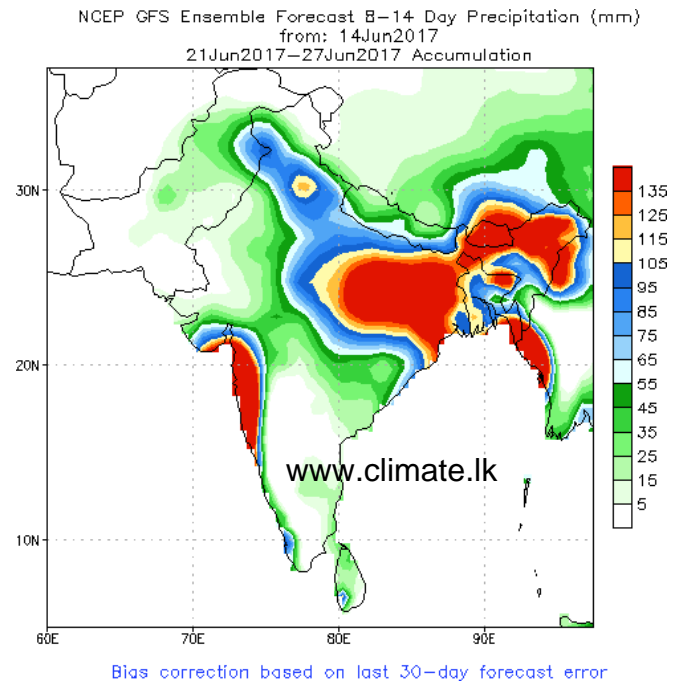 NCEP GFS Ensemble Forecast 8-14 Day Precipitation (mm)
from: 14Jun2017
21Jun2017-27Jun2017 Accumulation
30N
20N
10N
60E 70E 80E 90E
www.climate.lk
135
125
115
105
95
85
75
65
55
45
35
25
15
5
Bias correction based on last 30-day forecast error